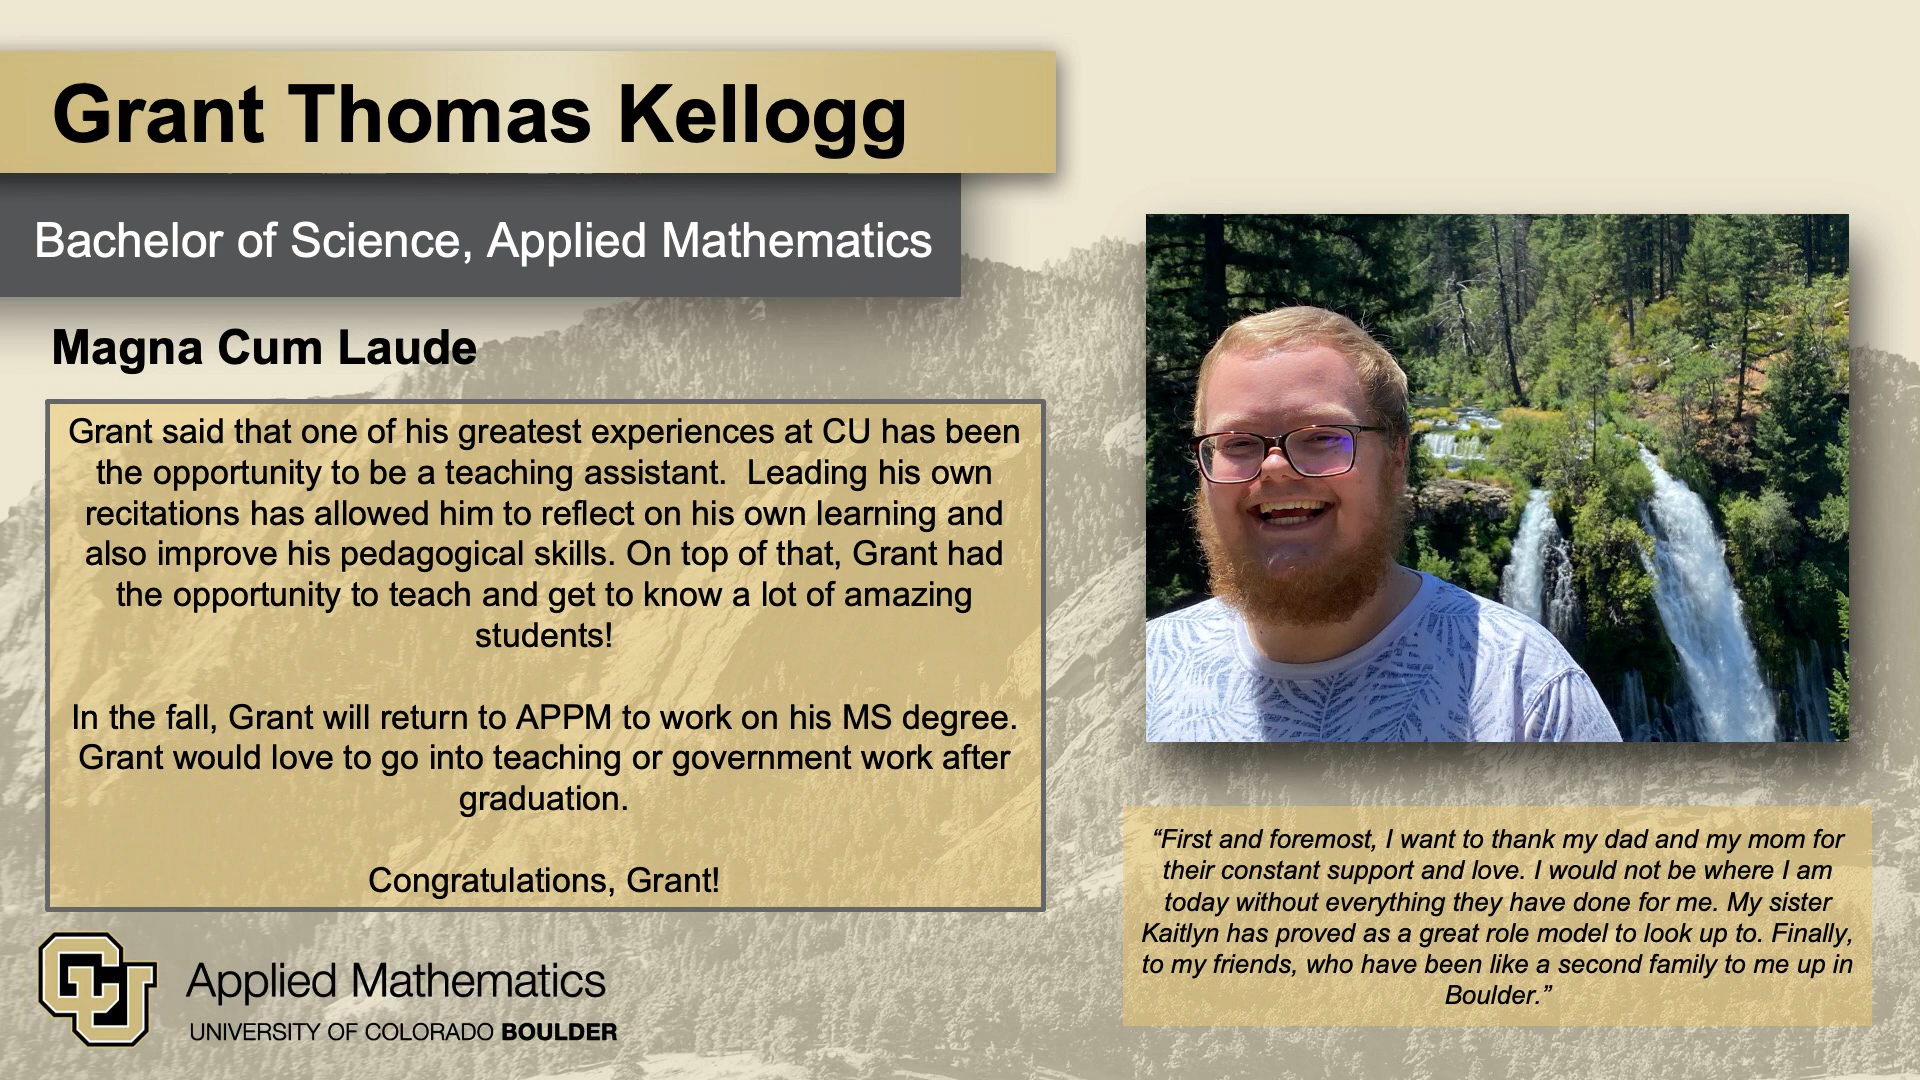 Grant Thomas Kellogg
Bachelor of Science, Applied Mathematics
Magna Cum Laude
Grant said that one of his greatest experiences at CU has been
the opportunity to be a teaching assistant.  Leading his own
recitations has allowed him to reflect on his own learning and
also improve his pedagogical skills. On top of that, Grant had
the opportunity to teach and get to know a lot of amazing
students!
In the fall, Grant will return to APPM to work on his MS degree.
Grant would love to go into teaching or government work after
graduation.
Congratulations, Grant!
“First and foremost, I want to thank my dad and my mom for
their constant support and love. I would not be where I am
today without everything they have done for me. My sister
Kaitlyn has proved as a great role model to look up to. Finally,
to my friends, who have been like a second family to me up in
Boulder.”
CU
Applied Mathematics
UNIVERSITY OF COLORADO BOULDER